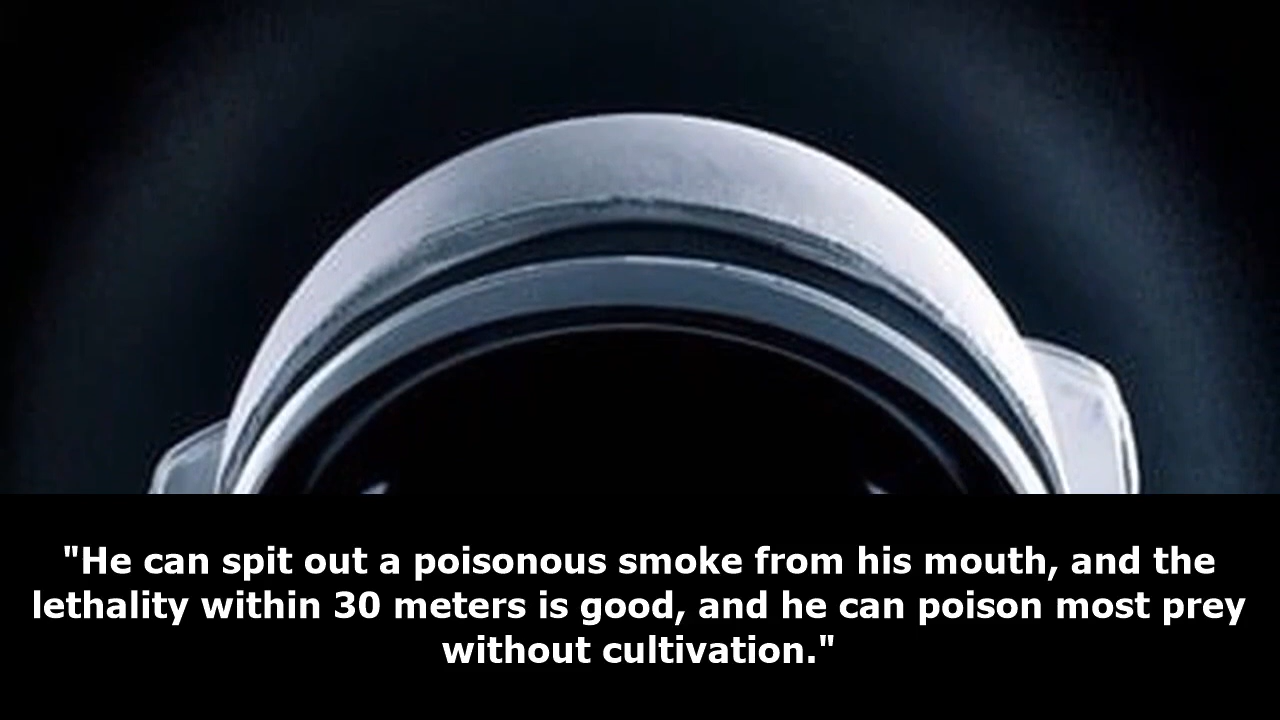 "He can spit out a poisonous smoke from his mouth, and the
lethality within 30 meters is good, and he can poison most prey
without cultivation."